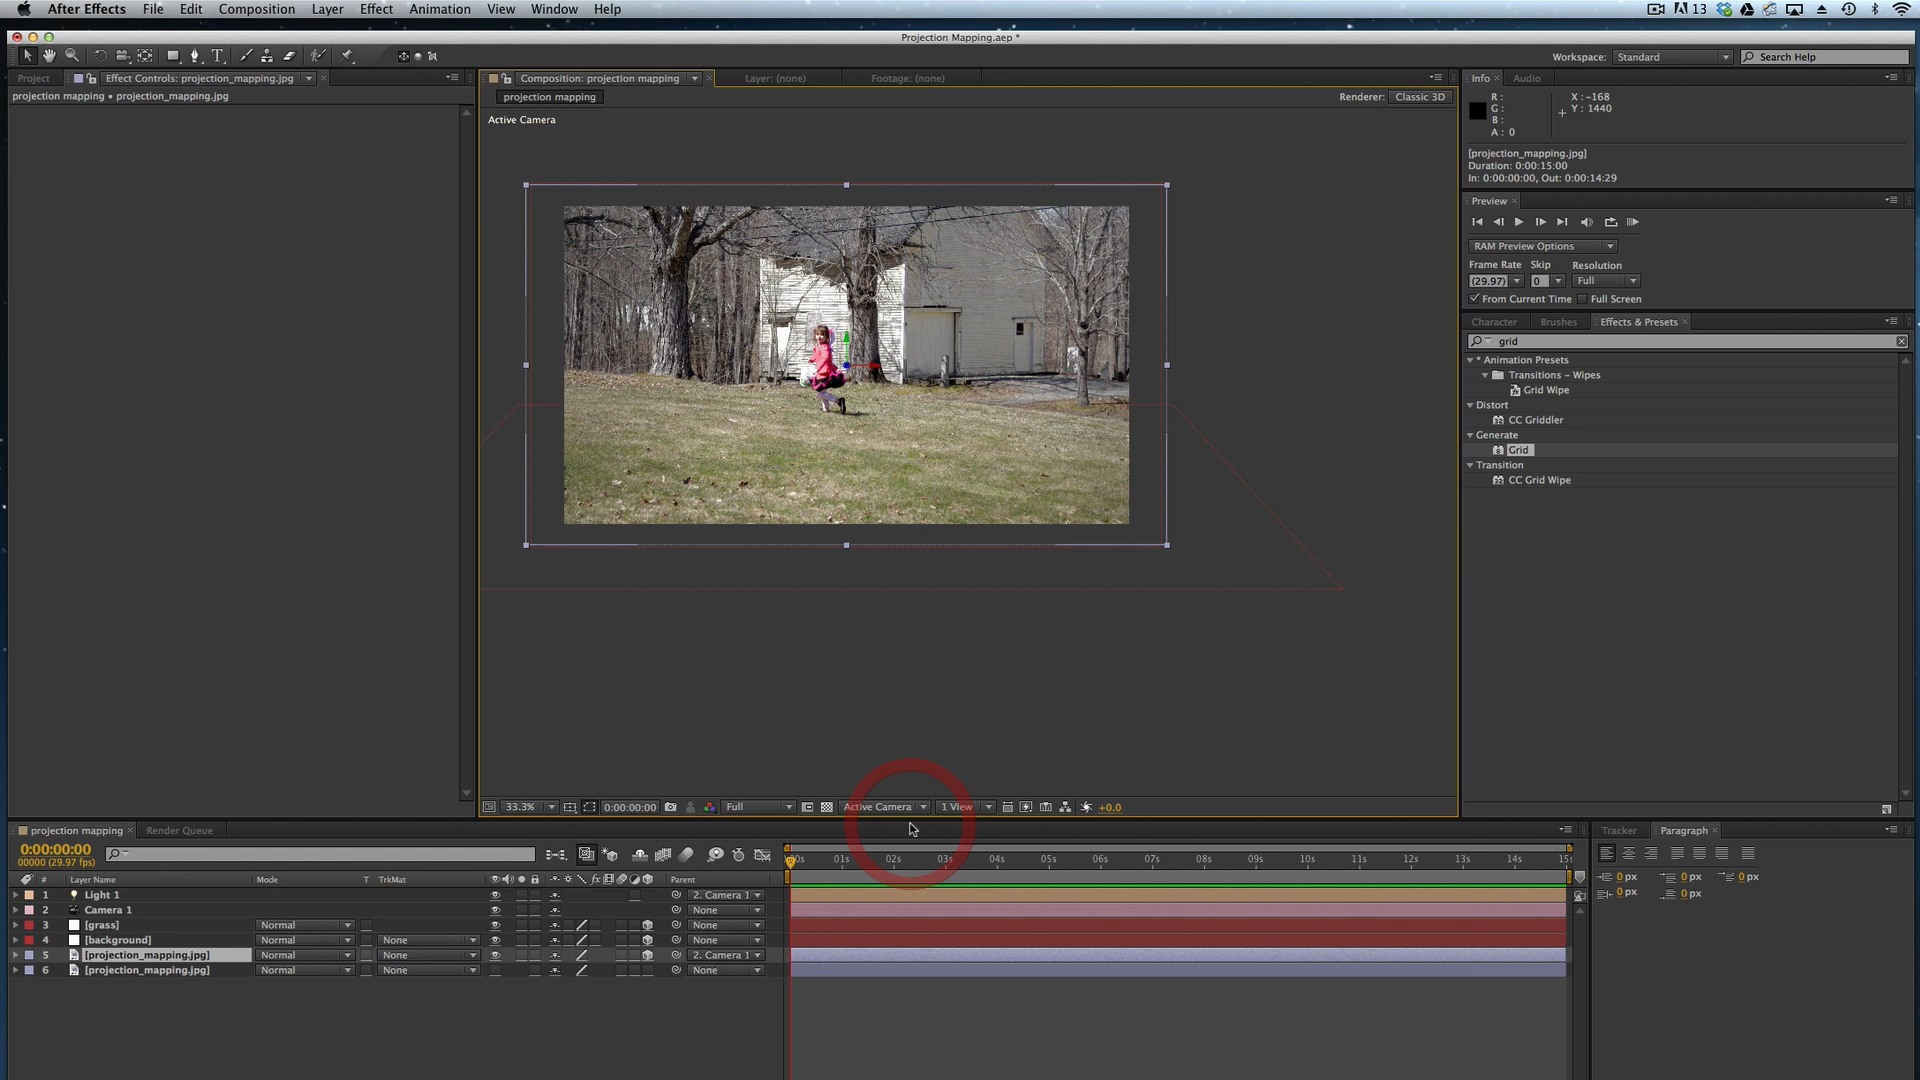 After Effects File Edit Composition Layer Effect Animation View Window Help 13
Projection Mapping.aep *
Workspace: Standard Search Help
Project Effect Controls: projection_mapping.jpg
projection mapping • projection_mapping.jpg
Composition: projection mapping Layer: (none) Footage: (none)
projection mapping Renderer: Classic 3D
Active Camera
Info Audio
R: X: -168
G: Y: 1440
B:
A: 0
[projection_mapping.jpg]
Duration: 0:00:15:00
In: 0:00:00:00, Out: 0:00:14:29
Preview
RAM Preview Options
Frame Rate Skip Resolution
(29.97) 0 Full
From Current Time Full Screen
Character Brushes Effects & Presets
grid
* Animation Presets
Transitions – Wipes
Grid Wipe
Distort
CC Griddler
Generate
Grid
Transition
CC Grid Wipe
33.3% 0:00:00:00 Full Active Camera 1 View +0.0
projection mapping Render Queue
0:00:00:00
00000 (29.97 fps)
# Layer Name Mode T TrkMat Parent
1 Light 1 2. Camera 1
2 Camera 1 None
3 [grass] Normal None
4 [background] Normal None None
5 [projection_mapping.jpg] Normal None 2. Camera 1
6 [projection_mapping.jpg] Normal None None
01s 02s 03s 04s 05s 06s 07s 08s 09s 10s 11s 12s 13s 14s
Tracker Paragraph
0 px 0 px 0 px
0 px 0 px